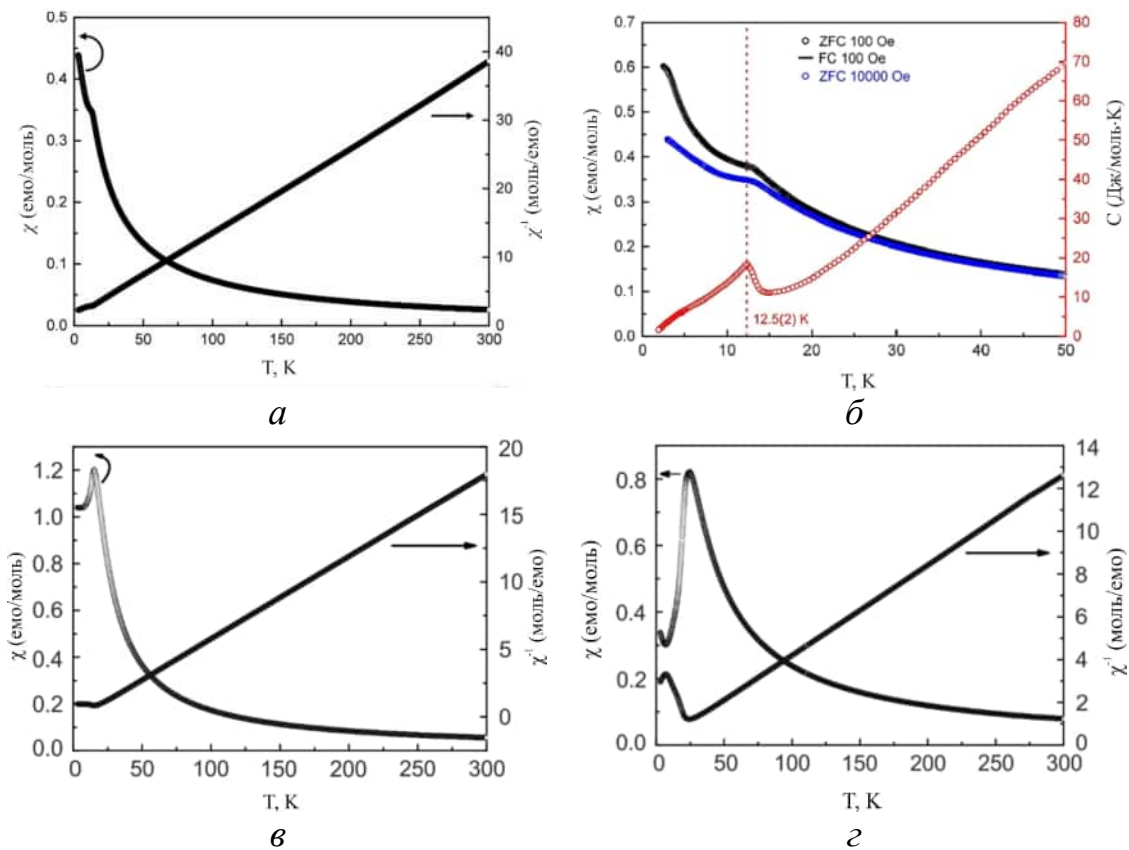 0.5
0.4
0.3
0.2
0.1
0.0
χ (емо/моль)
40
30
20
10
0
χ⁻¹ (моль/емо)
0 50 100 150 200 250 300
T, K
а
0.7
0.6
0.5
0.4
0.3
0.2
0.1
0.0
χ (емо/моль)
ZFC 100 Oe
FC 100 Oe
ZFC 10000 Oe
12.5(2) K
80
70
60
50
40
30
20
10
0
C (Дж/моль·К)
0 10 20 30 40 50
T, K
б
1.2
1.0
0.8
0.6
0.4
0.2
0.0
χ (емо/моль)
20
15
10
5
0
χ⁻¹ (моль/емо)
0 50 100 150 200 250 300
T, K
в
0.8
0.6
0.4
0.2
0.0
χ (емо/моль)
14
12
10
8
6
4
2
0
χ⁻¹ (моль/емо)
0 50 100 150 200 250 300
T, K
г